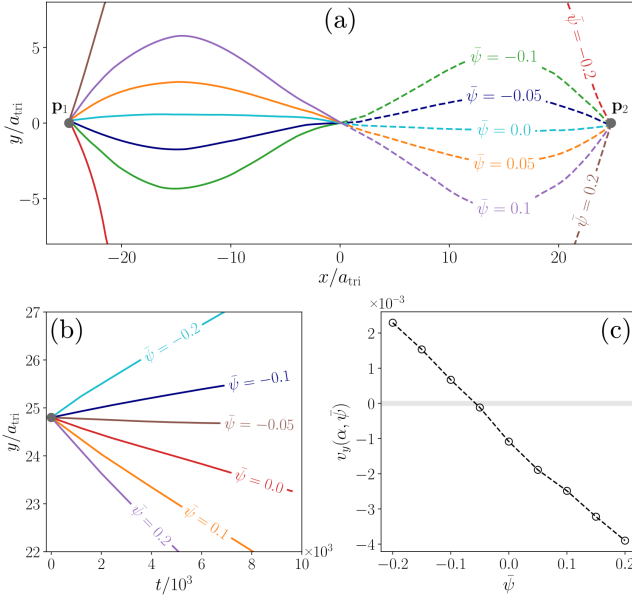 (a)
5
0
−5
y/a_tri
p₁
p₂
ψ̄ = −0.1
ψ̄ = −0.05
ψ̄ = 0.0
ψ̄ = 0.05
ψ̄ = 0.1
ψ̄ = −0.2
ψ̄ = 0.2
−20 −10 0 10 20
x/a_tri
(b)
27
26
25
24
23
22
y/a_tri
ψ̄ = −0.2
ψ̄ = −0.1
ψ̄ = −0.05
ψ̄ = 0.0
ψ̄ = 0.1
ψ̄ = 0.2
0 2 4 6 8 10
×10³
t/10³
×10⁻³
(c)
2
1
0
−1
−2
−3
−4
v_y(α, ψ̄)
−0.2 −0.1 0.0 0.1 0.2
ψ̄